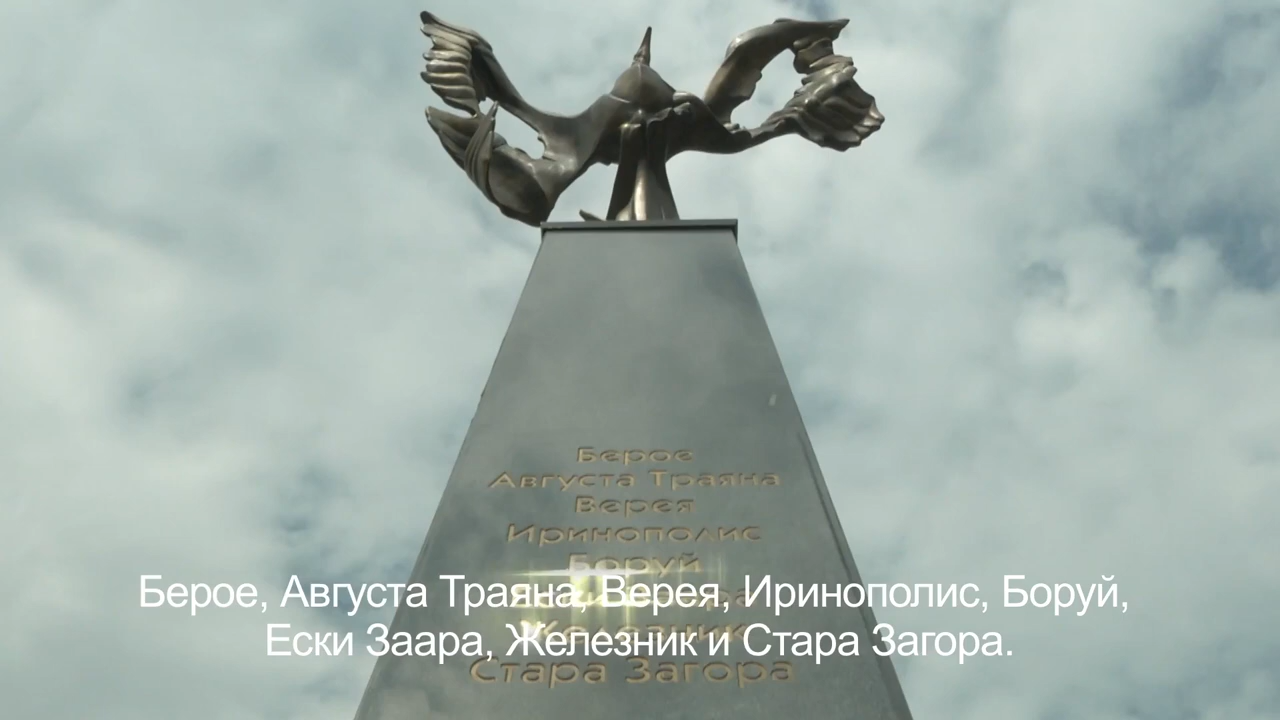 Берое
Августа Траяна
Верея
Иринополис
Боруй
Берое, Августа Траяна, Верея, Иринополис, Боруй,
Ески Заара, Железник и Стара Загора.
Железник
Стара Загора